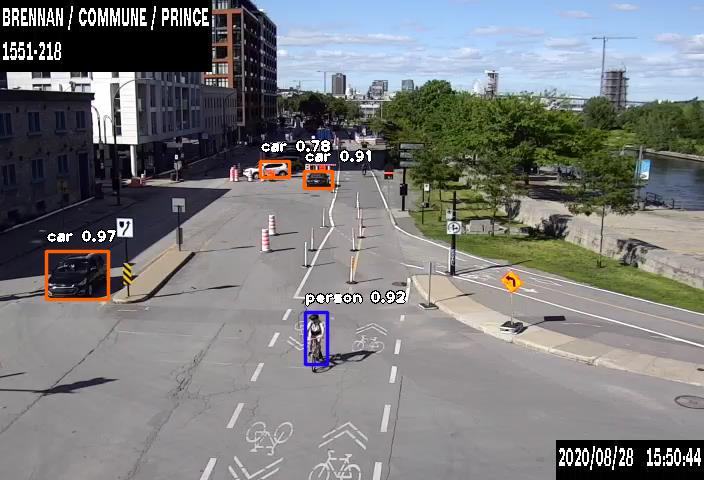 BRENNAN / COMMUNE / PRINCE
1551-218
car 0.78
car 0.91
car 0.97
person 0.92
2020/08/28 15:50:44